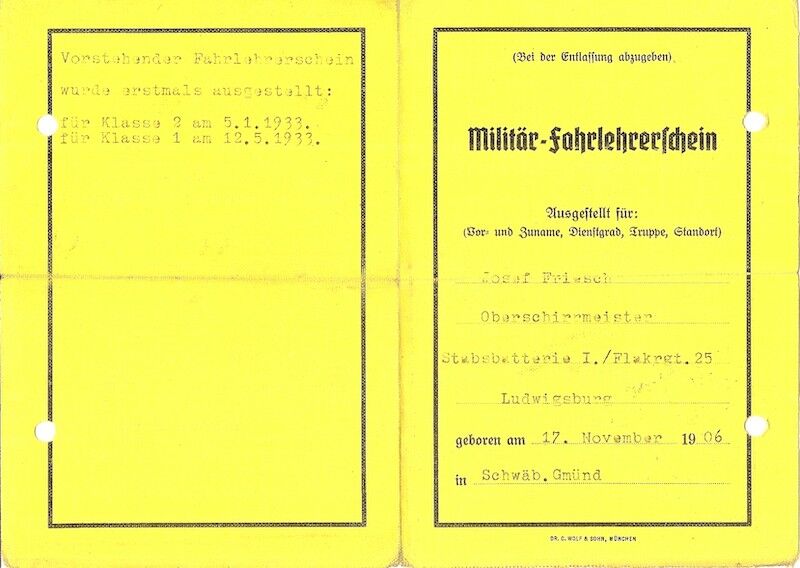 Vorstehender Fahrlehrerschein
wurde erstmals ausgestellt:
für Klasse 2 am 5.1.1933.
für Klasse 1 am 12.5.1933.
(Bei der Entlassung abzugeben)
Militär-Fahrlehrerschein
Ausgestellt für:
(Vor- und Zuname, Dienstgrad, Truppe, Standort)
Josef Friesch
Oberschirrmeister
Stabsbatterie I./Flakrgt.25
Ludwigsburg
geboren am 17. November 1906
in Schwäb.Gmünd
DR. C. WOLF & SOHN, MÜNCHEN